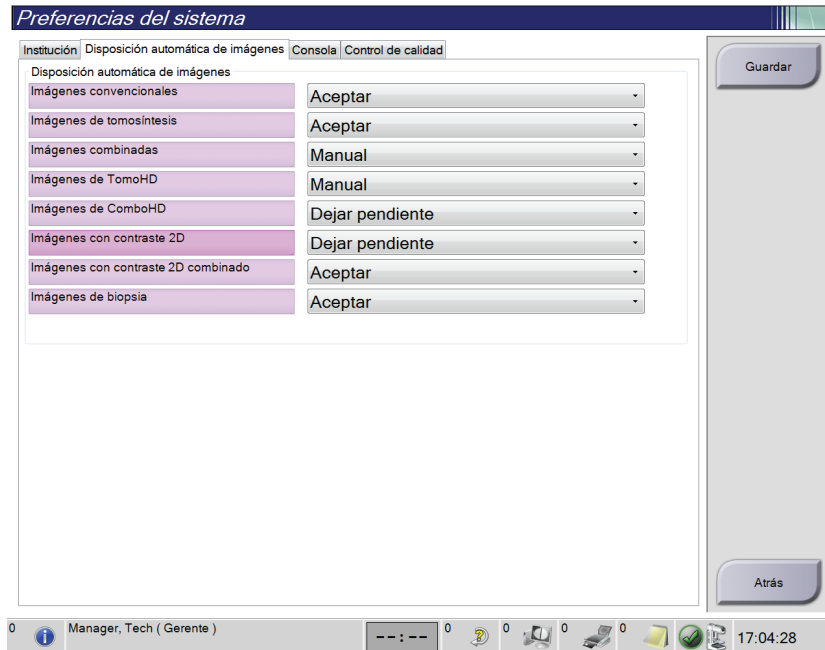 Preferencias del sistema
Institución Disposición automática de imágenes Consola Control de calidad
Guardar
Disposición automática de imágenes
Imágenes convencionales Aceptar
Imágenes de tomosíntesis Aceptar
Imágenes combinadas Manual
Imágenes de TomoHD Manual
Imágenes de ComboHD Dejar pendiente
Imágenes con contraste 2D Dejar pendiente
Imágenes con contraste 2D combinado Aceptar
Imágenes de biopsia Aceptar
Atrás
0 Manager, Tech ( Gerente ) --:-- 0 0 0 0 17:04:28